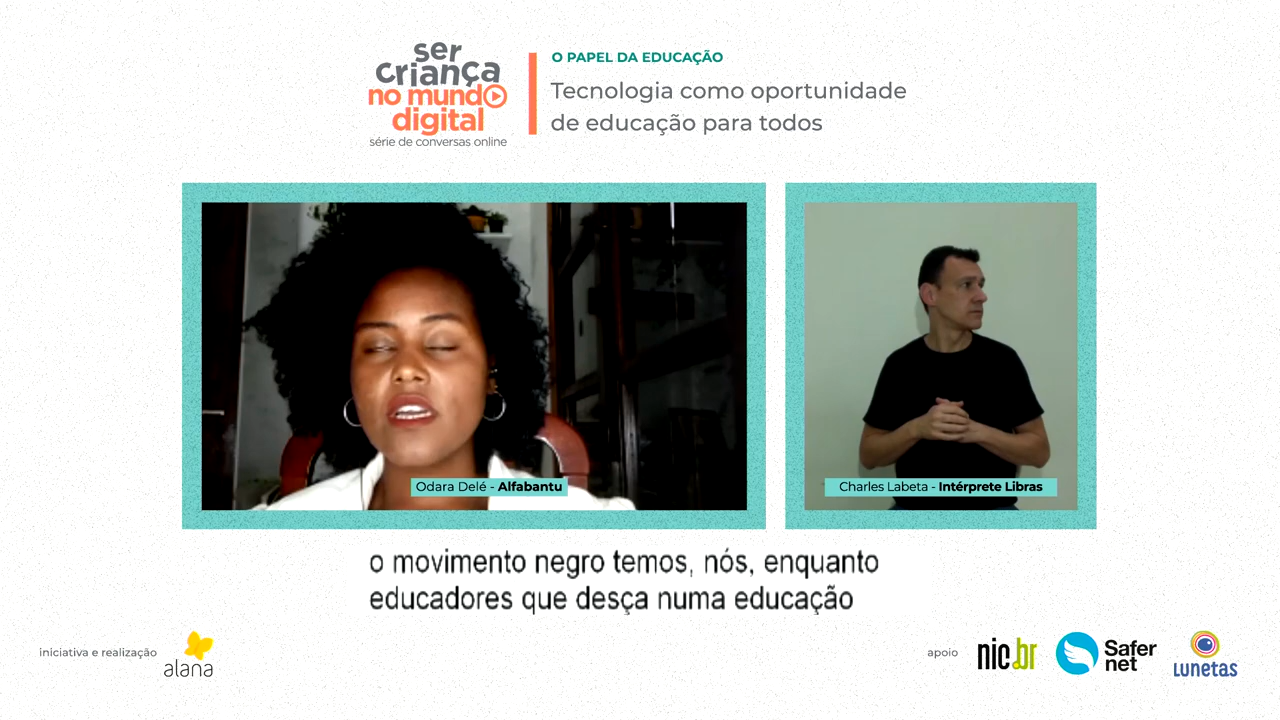 ser
criança
no mundo
digital
série de conversas online
O PAPEL DA EDUCAÇÃO
Tecnologia como oportunidade
de educação para todos
Odara Delé - Alfabantu
Charles Labeta - Intérprete Libras
o movimento negro temos, nós, enquanto
educadores que desça numa educação
iniciativa e realização
alana
apoio
nic.br
Safer
net
LUNETAS